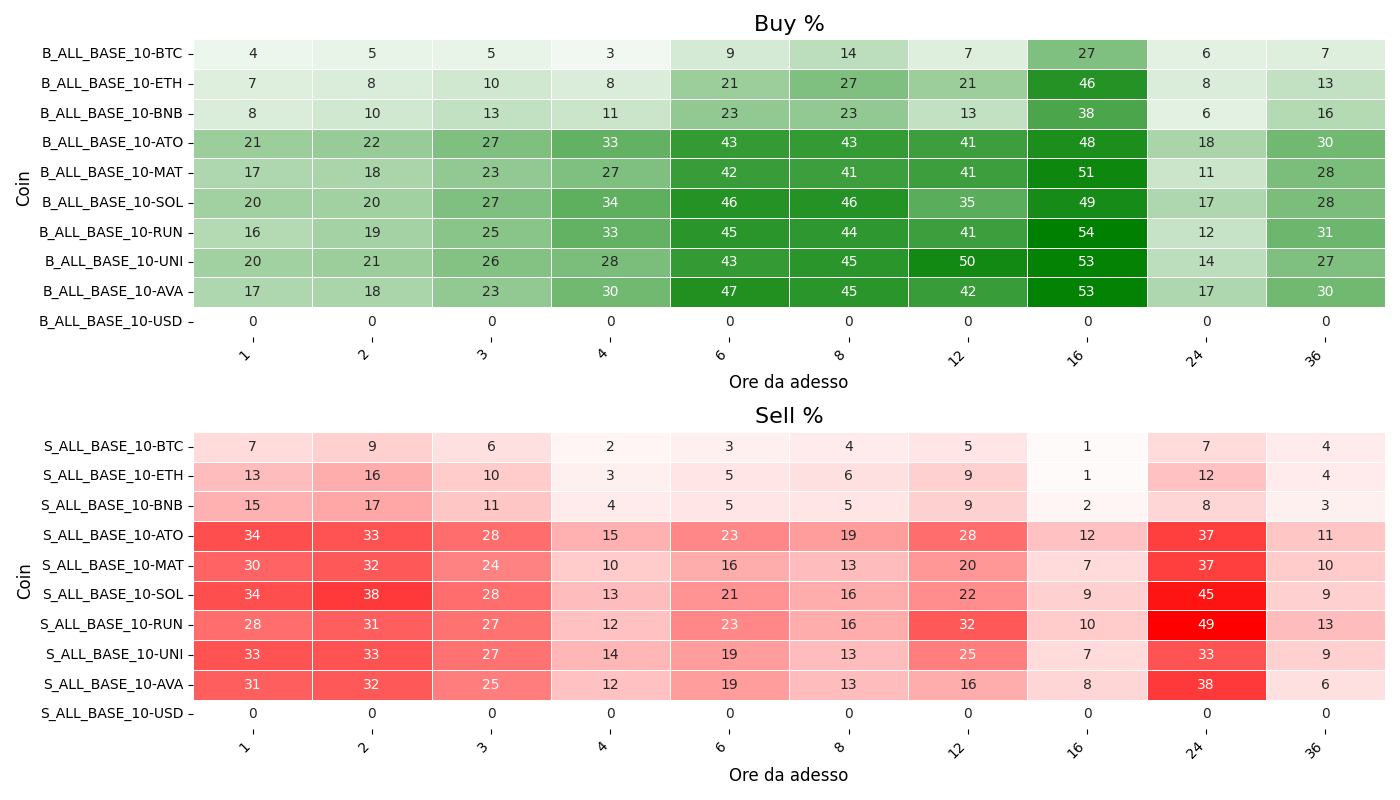 Buy %
Coin
B_ALL_BASE_10-BTC 4 5 5 3 9 14 7 27 6 7
B_ALL_BASE_10-ETH 7 8 10 8 21 27 21 46 8 13
B_ALL_BASE_10-BNB 8 10 13 11 23 23 13 38 6 16
B_ALL_BASE_10-ATO 21 22 27 33 43 43 41 48 18 30
B_ALL_BASE_10-MAT 17 18 23 27 42 41 41 51 11 28
B_ALL_BASE_10-SOL 20 20 27 34 46 46 35 49 17 28
B_ALL_BASE_10-RUN 16 19 25 33 45 44 41 54 12 31
B_ALL_BASE_10-UNI 20 21 26 28 43 45 50 53 14 27
B_ALL_BASE_10-AVA 17 18 23 30 47 45 42 53 17 30
B_ALL_BASE_10-USD 0 0 0 0 0 0 0 0 0 0
1 2 3 4 6 8 12 16 24 36
Ore da adesso
Sell %
Coin
S_ALL_BASE_10-BTC 7 9 6 2 3 4 5 1 7 4
S_ALL_BASE_10-ETH 13 16 10 3 5 6 9 1 12 4
S_ALL_BASE_10-BNB 15 17 11 4 5 5 9 2 8 3
S_ALL_BASE_10-ATO 34 33 28 15 23 19 28 12 37 11
S_ALL_BASE_10-MAT 30 32 24 10 16 13 20 7 37 10
S_ALL_BASE_10-SOL 34 38 28 13 21 16 22 9 45 9
S_ALL_BASE_10-RUN 28 31 27 12 23 16 32 10 49 13
S_ALL_BASE_10-UNI 33 33 27 14 19 13 25 7 33 9
S_ALL_BASE_10-AVA 31 32 25 12 19 13 16 8 38 6
S_ALL_BASE_10-USD 0 0 0 0 0 0 0 0 0 0
1 2 3 4 6 8 12 16 24 36
Ore da adesso